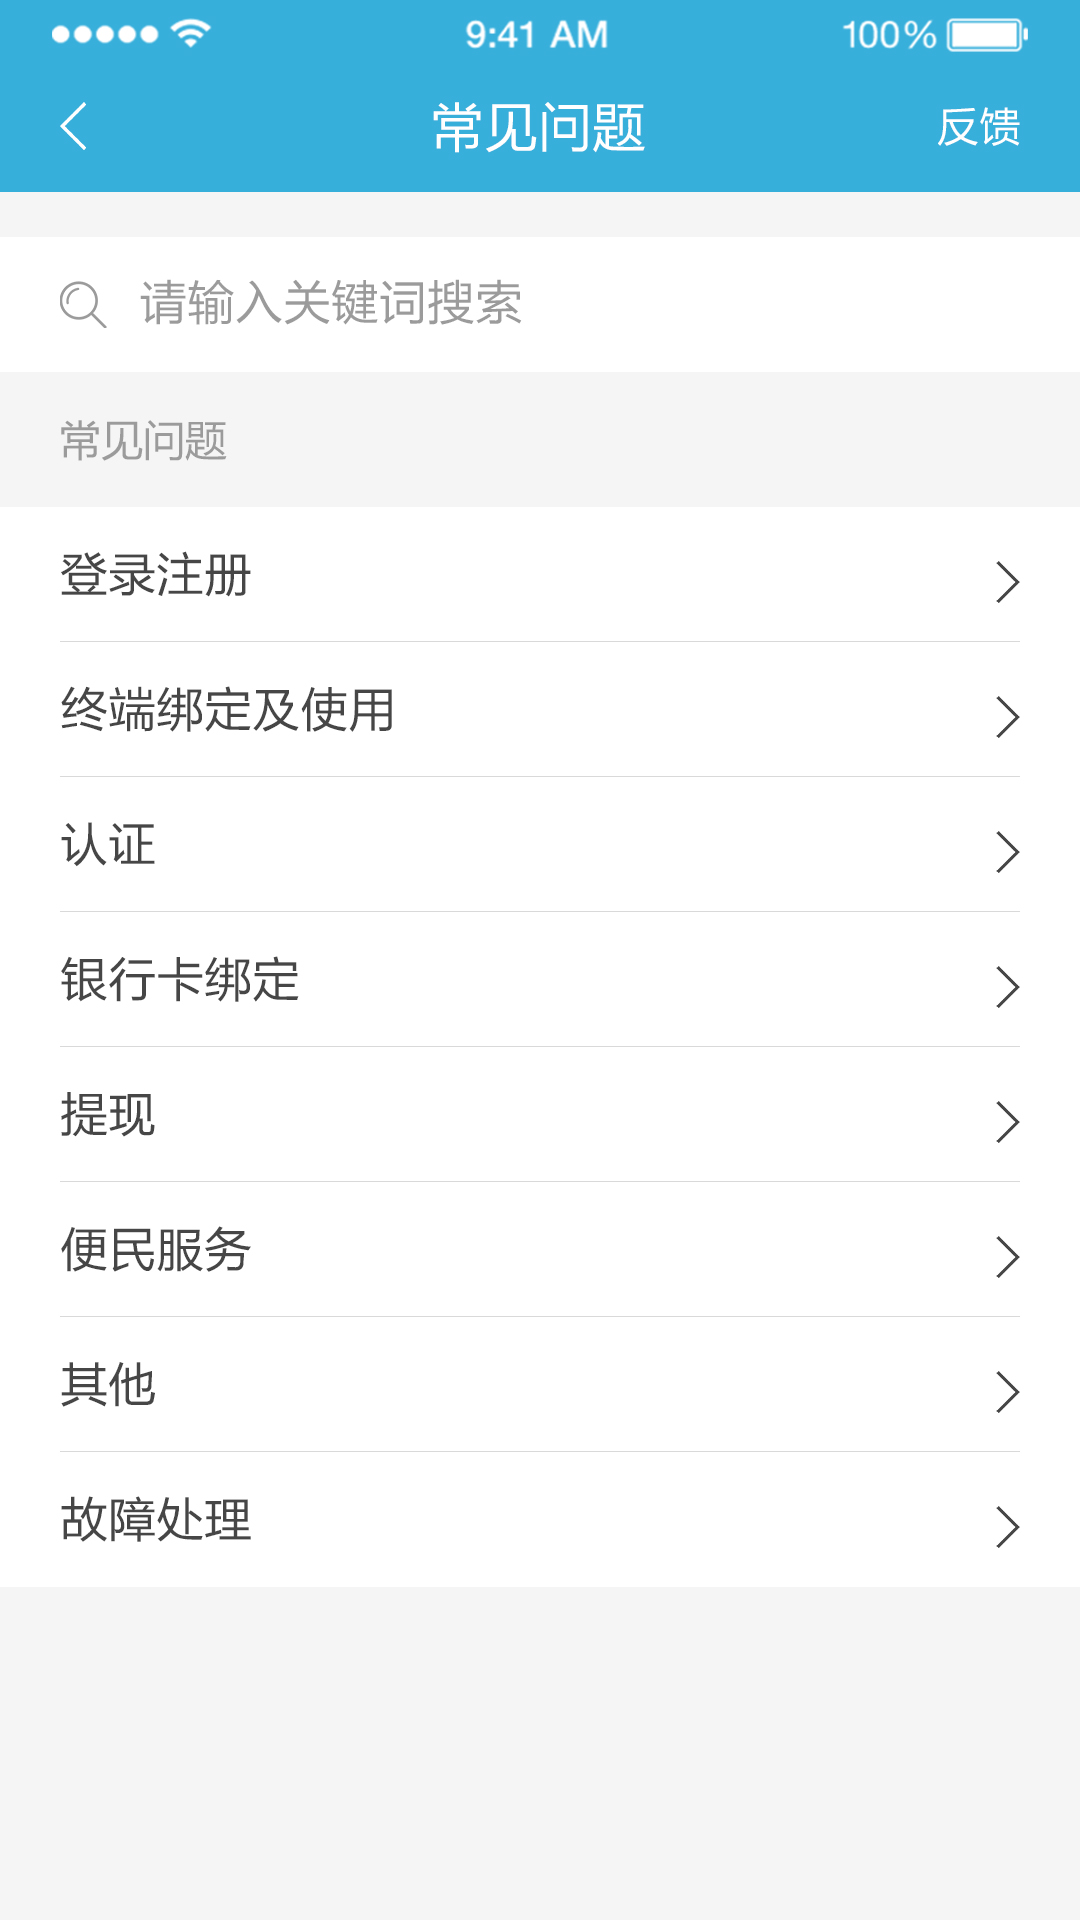 9:41 AM
100%
常见问题
反馈
请输入关键词搜索
常见问题
登录注册
终端绑定及使用
认证
银行卡绑定
提现
便民服务
其他
故障处理